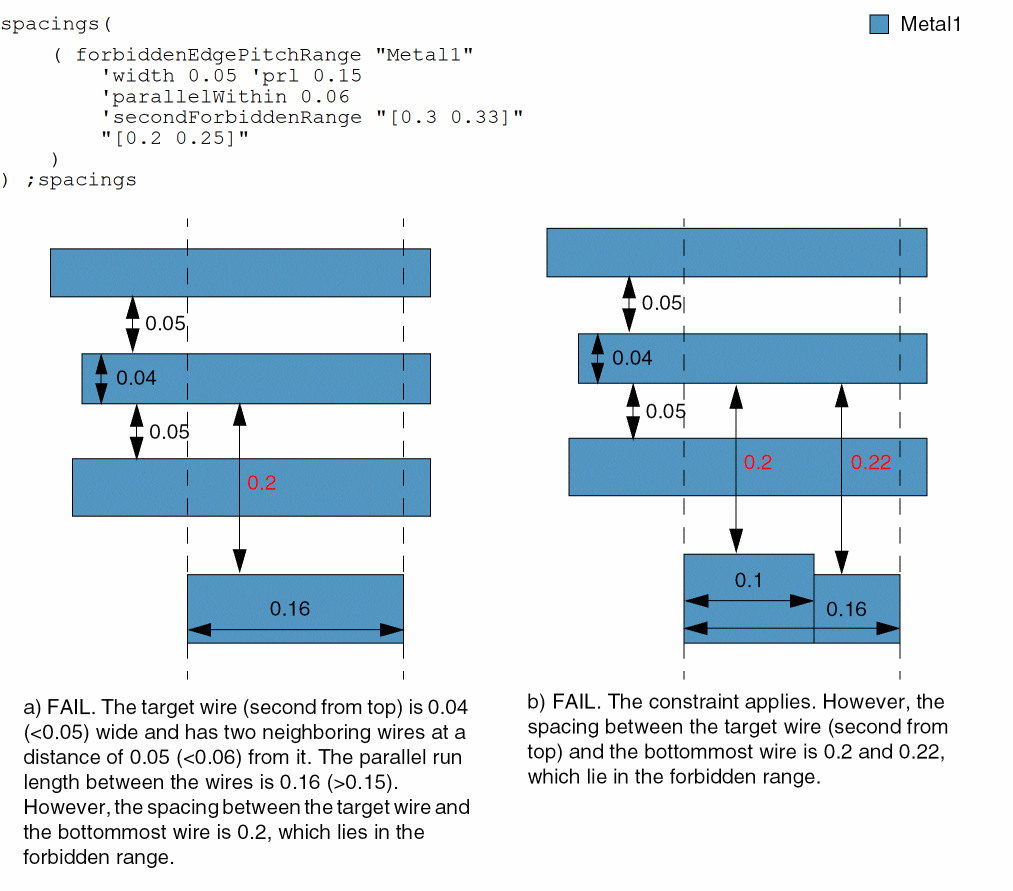 spacings(
Metal1
( forbiddenEdgePitchRange "Metal1"
'width 0.05 'prl 0.15
'parallelWithin 0.06
'secondForbiddenRange "[0.3 0.33]"
"[0.2 0.25]"
)
) ;spacings
0.05
0.04
0.05
0.2
0.16
0.05
0.04
0.05
0.2
0.22
0.1
0.16
a) FAIL. The target wire (second from top) is 0.04
(<0.05) wide and has two neighboring wires at a
distance of 0.05 (<0.06) from it. The parallel run
length between the wires is 0.16 (>0.15).
However, the spacing between the target wire and
the bottommost wire is 0.2, which lies in the
forbidden range.
b) FAIL. The constraint applies. However, the
spacing between the target wire (second from
top) and the bottommost wire is 0.2 and 0.22,
which lie in the forbidden range.